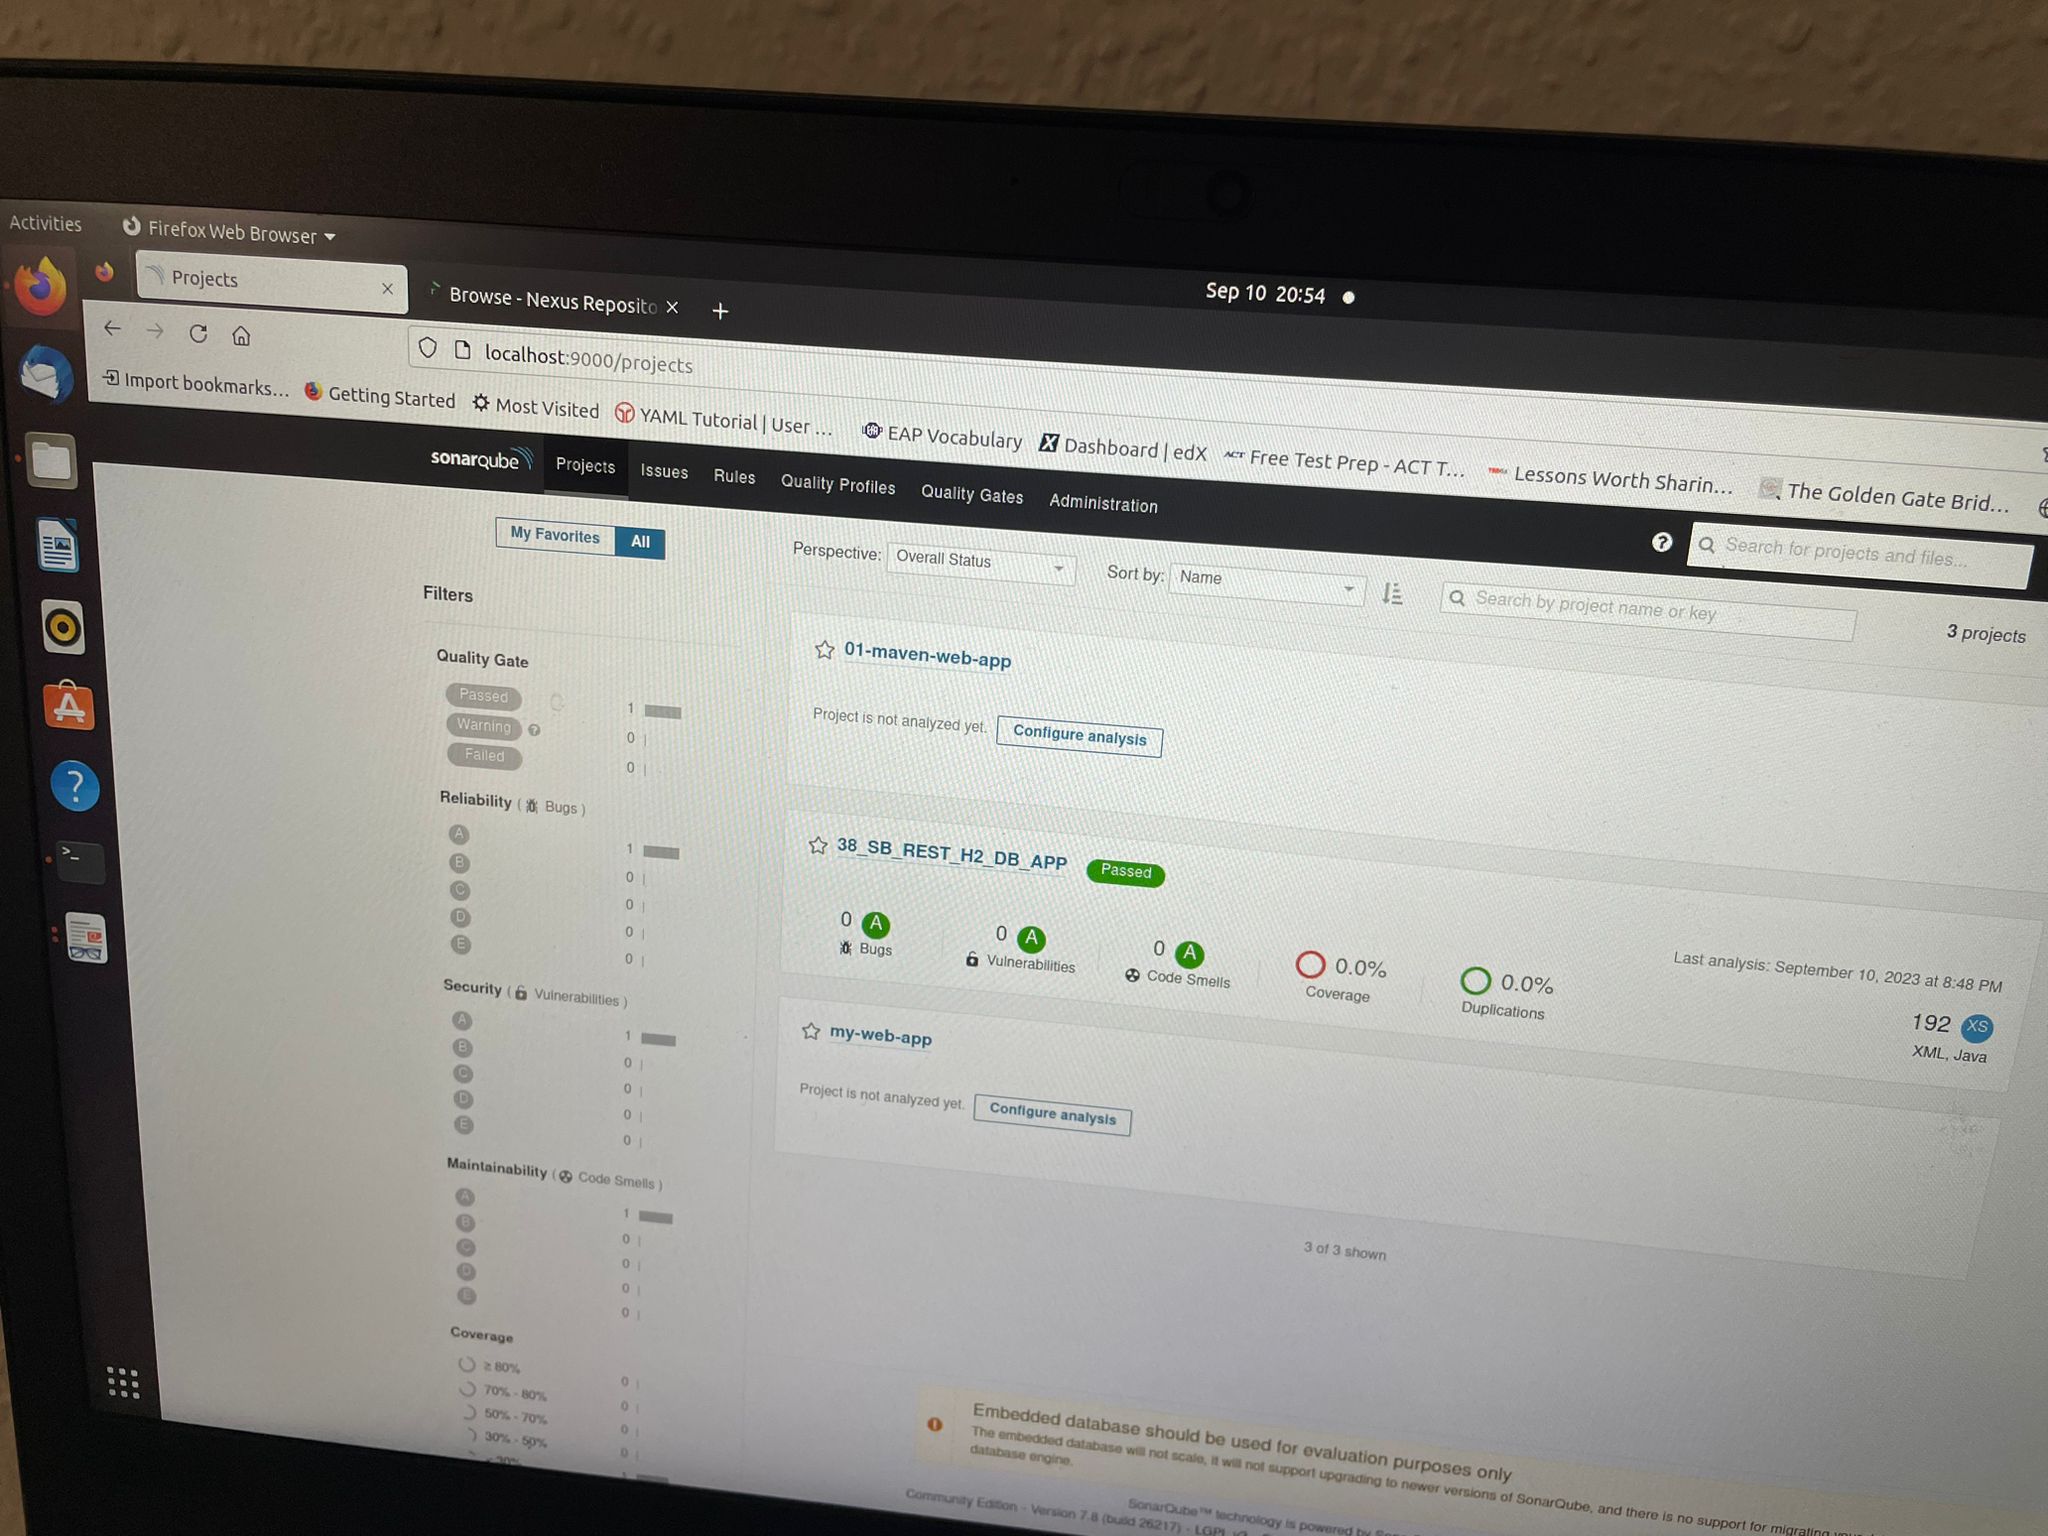 Activities
Firefox Web Browser
Sep 10 20:54
Projects
Browse - Nexus Reposito
localhost:9000/projects
Import bookmarks...
Getting Started
Most Visited
YAML Tutorial | User ...
EAP Vocabulary
Dashboard | edX
Free Test Prep - ACT T...
Lessons Worth Sharin...
The Golden Gate Brid...
sonarqube
Projects
Issues
Rules
Quality Profiles
Quality Gates
Administration
Search for projects and files...
My Favorites
All
Perspective: Overall Status
Sort by: Name
Search by project name or key
3 projects
Filters
Quality Gate
Passed 1
Warning 0
Failed 0
Reliability ( Bugs )
A 1
B 0
C 0
D 0
E 0
Security ( Vulnerabilities )
A 1
B 0
C 0
D 0
E 0
Maintainability ( Code Smells )
A 1
B 0
C 0
D 0
E 0
Coverage
≥ 80% 0
70% - 80% 0
50% - 70% 0
30% - 50% 0
< 30% 1
01-maven-web-app
Project is not analyzed yet. Configure analysis
38_SB_REST_H2_DB_APP Passed
0 A
Bugs
0 A
Vulnerabilities
0 A
Code Smells
0.0%
Coverage
0.0%
Duplications
Last analysis: September 10, 2023 at 8:48 PM
192 XS
XML, Java
my-web-app
Project is not analyzed yet. Configure analysis
3 of 3 shown
Embedded database should be used for evaluation purposes only
The embedded database will not scale, it will not support upgrading to newer versions of SonarQube, and there is no support for migrating your
database engine.
SonarQube™ technology is powered by
Community Edition - Version 7.8 (build 26217) - LGPL v3